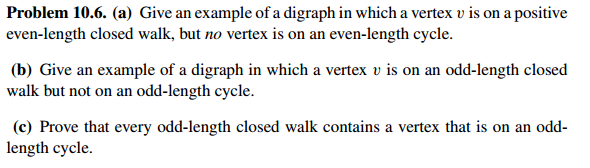 Problem 10.6. (a) Give an example of a digraph in which a vertex v is on a positive
even-length closed walk, but no vertex is on an even-length cycle.
(b) Give an example of a digraph in which a vertex v is on an odd-length closed
walk but not on an odd-length cycle.
(c) Prove that every odd-length closed walk contains a vertex that is on an odd-
length cycle.